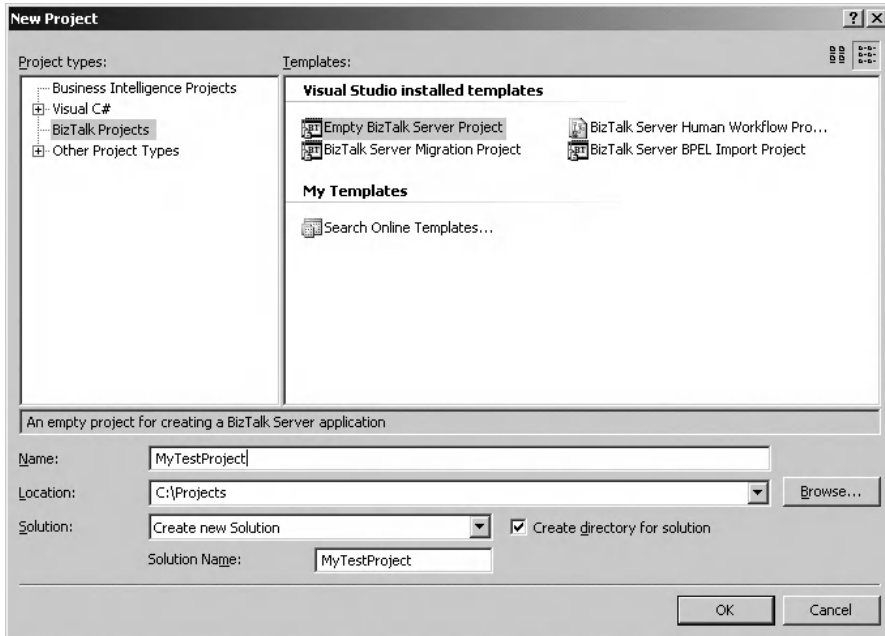 New Project
Project types:
Templates:
Business Intelligence Projects
Visual C#
BizTalk Projects
Other Project Types
Visual Studio installed templates
Empty BizTalk Server Project
BizTalk Server Human Workflow Pro...
BizTalk Server Migration Project
BizTalk Server BPEL Import Project
My Templates
Search Online Templates...
An empty project for creating a BizTalk Server application
Name:
MyTestProject
Location:
C:\Projects
Browse...
Solution:
Create new Solution
Create directory for solution
Solution Name:
MyTestProject
OK
Cancel